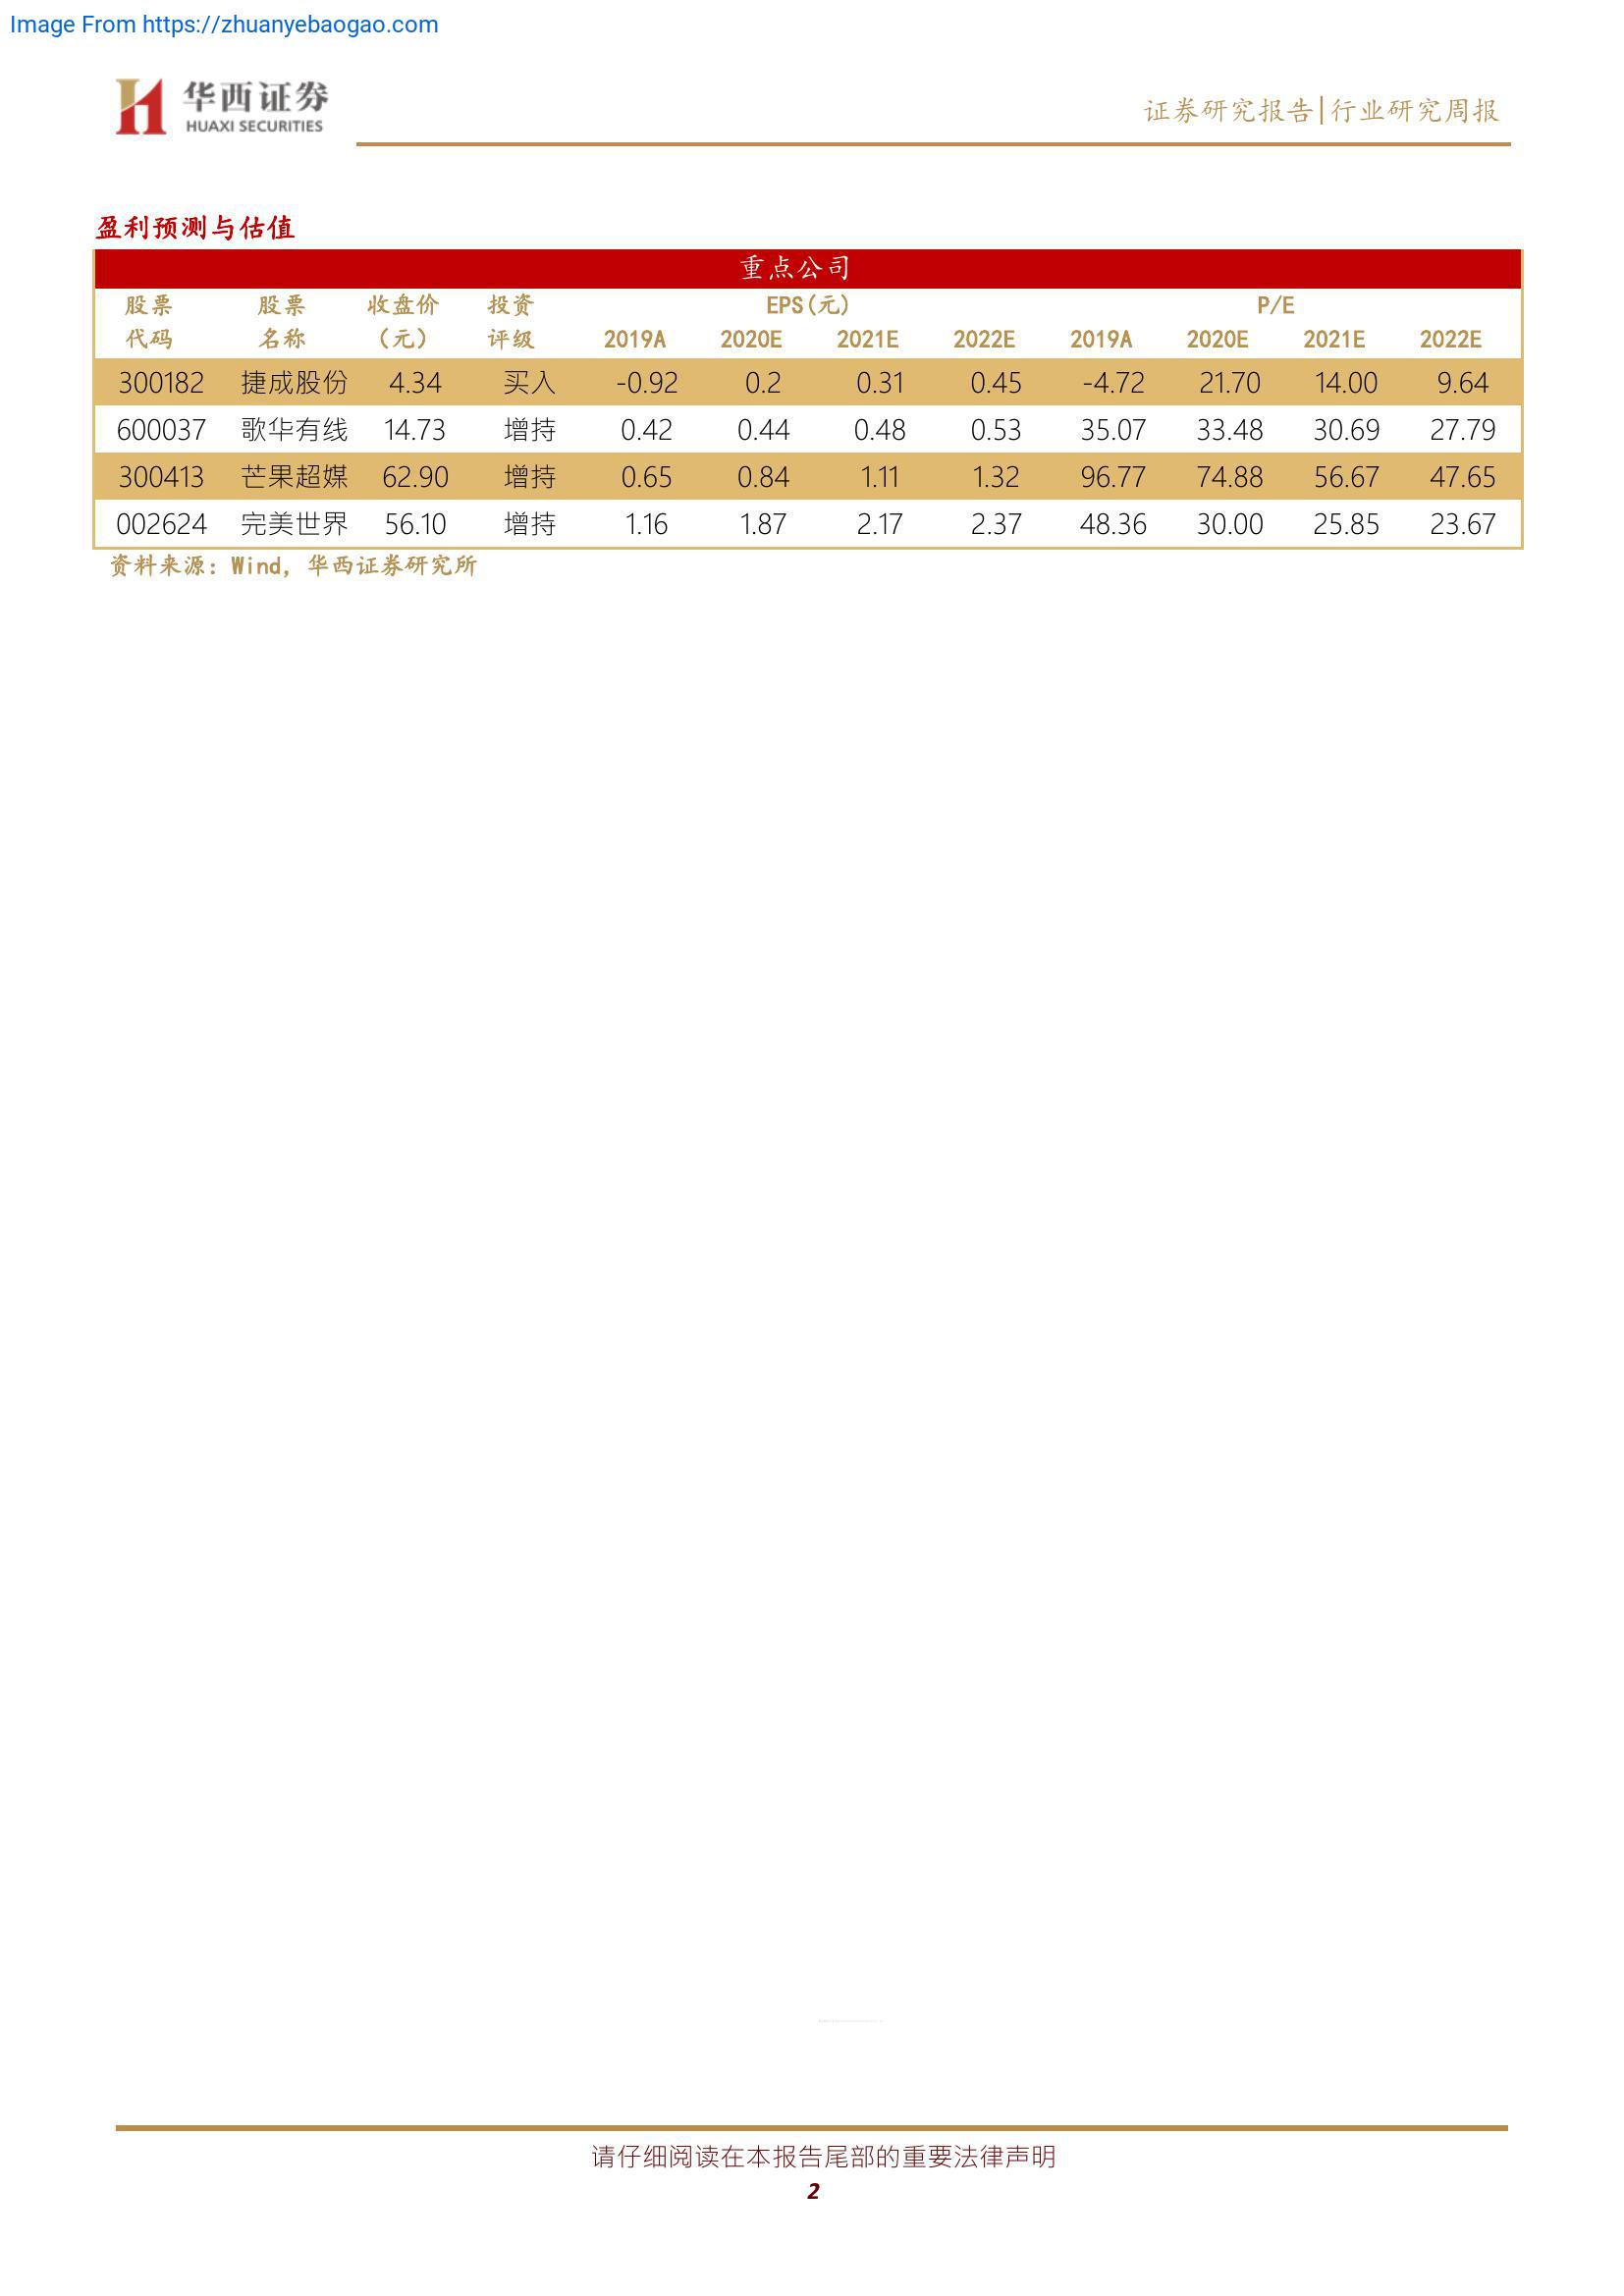 Image From https://zhuanyebaogao.com
华西证券
HUAXI SECURITIES
证券研究报告|行业研究周报
盈利预测与估值
重点公司
股票 股票 收盘价 投资 EPS(元) P/E
代码 名称 (元) 评级 2019A 2020E 2021E 2022E 2019A 2020E 2021E 2022E
300182 捷成股份 4.34 买入 -0.92 0.2 0.31 0.45 -4.72 21.70 14.00 9.64
600037 歌华有线 14.73 增持 0.42 0.44 0.48 0.53 35.07 33.48 30.69 27.79
300413 芒果超媒 62.90 增持 0.65 0.84 1.11 1.32 96.77 74.88 56.67 47.65
002624 完美世界 56.10 增持 1.16 1.87 2.17 2.37 48.36 30.00 25.85 23.67
资料来源：Wind，华西证券研究所
请仔细阅读在本报告尾部的重要法律声明
2